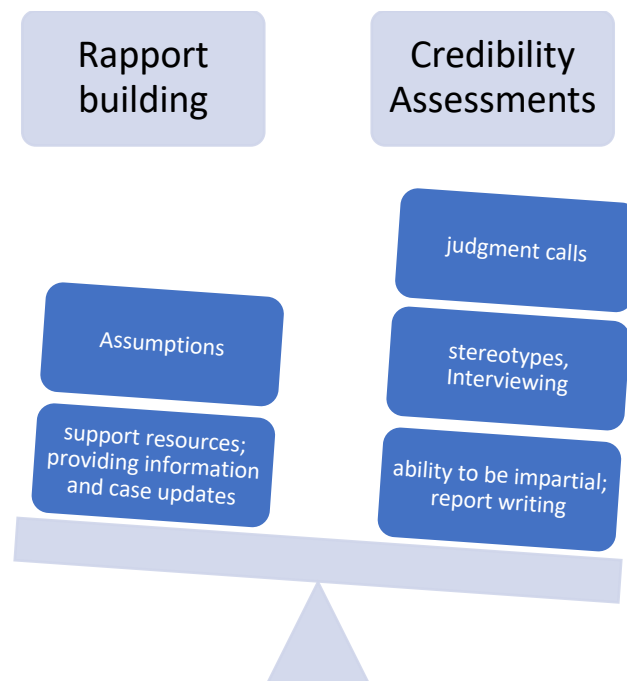 Rapport
building
Credibility
Assessments
Assumptions
support resources;
providing information
and case updates
judgment calls
stereotypes,
Interviewing
ability to be impartial;
report writing